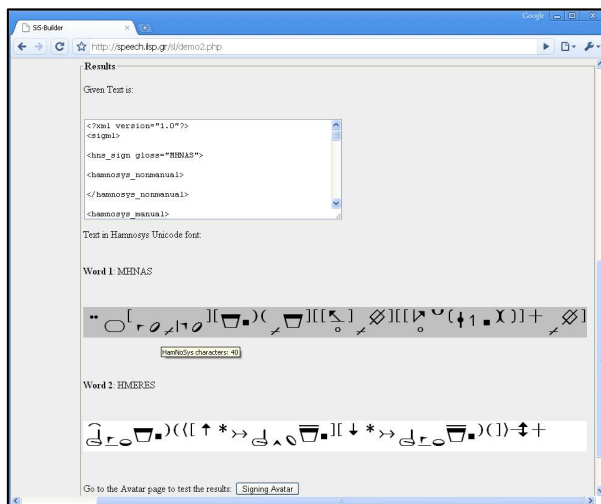 Google
SiS-Builder
http://speech.ilsp.gr/sl/demo2.php
Results
Given Text is:
<?xml version="1.0"?>
<sigml>
<hns_sign gloss="MHNAS">
<hamnosys_nonmanual>
</hamnosys_nonmanual>
<hamnosys_manual>
Text in Hamnosys Unicode font:
Word 1: MHNAS
HamNoSys characters: 40
Word 2: HMERES
Go to the Avatar page to test the results: Signing Avatar